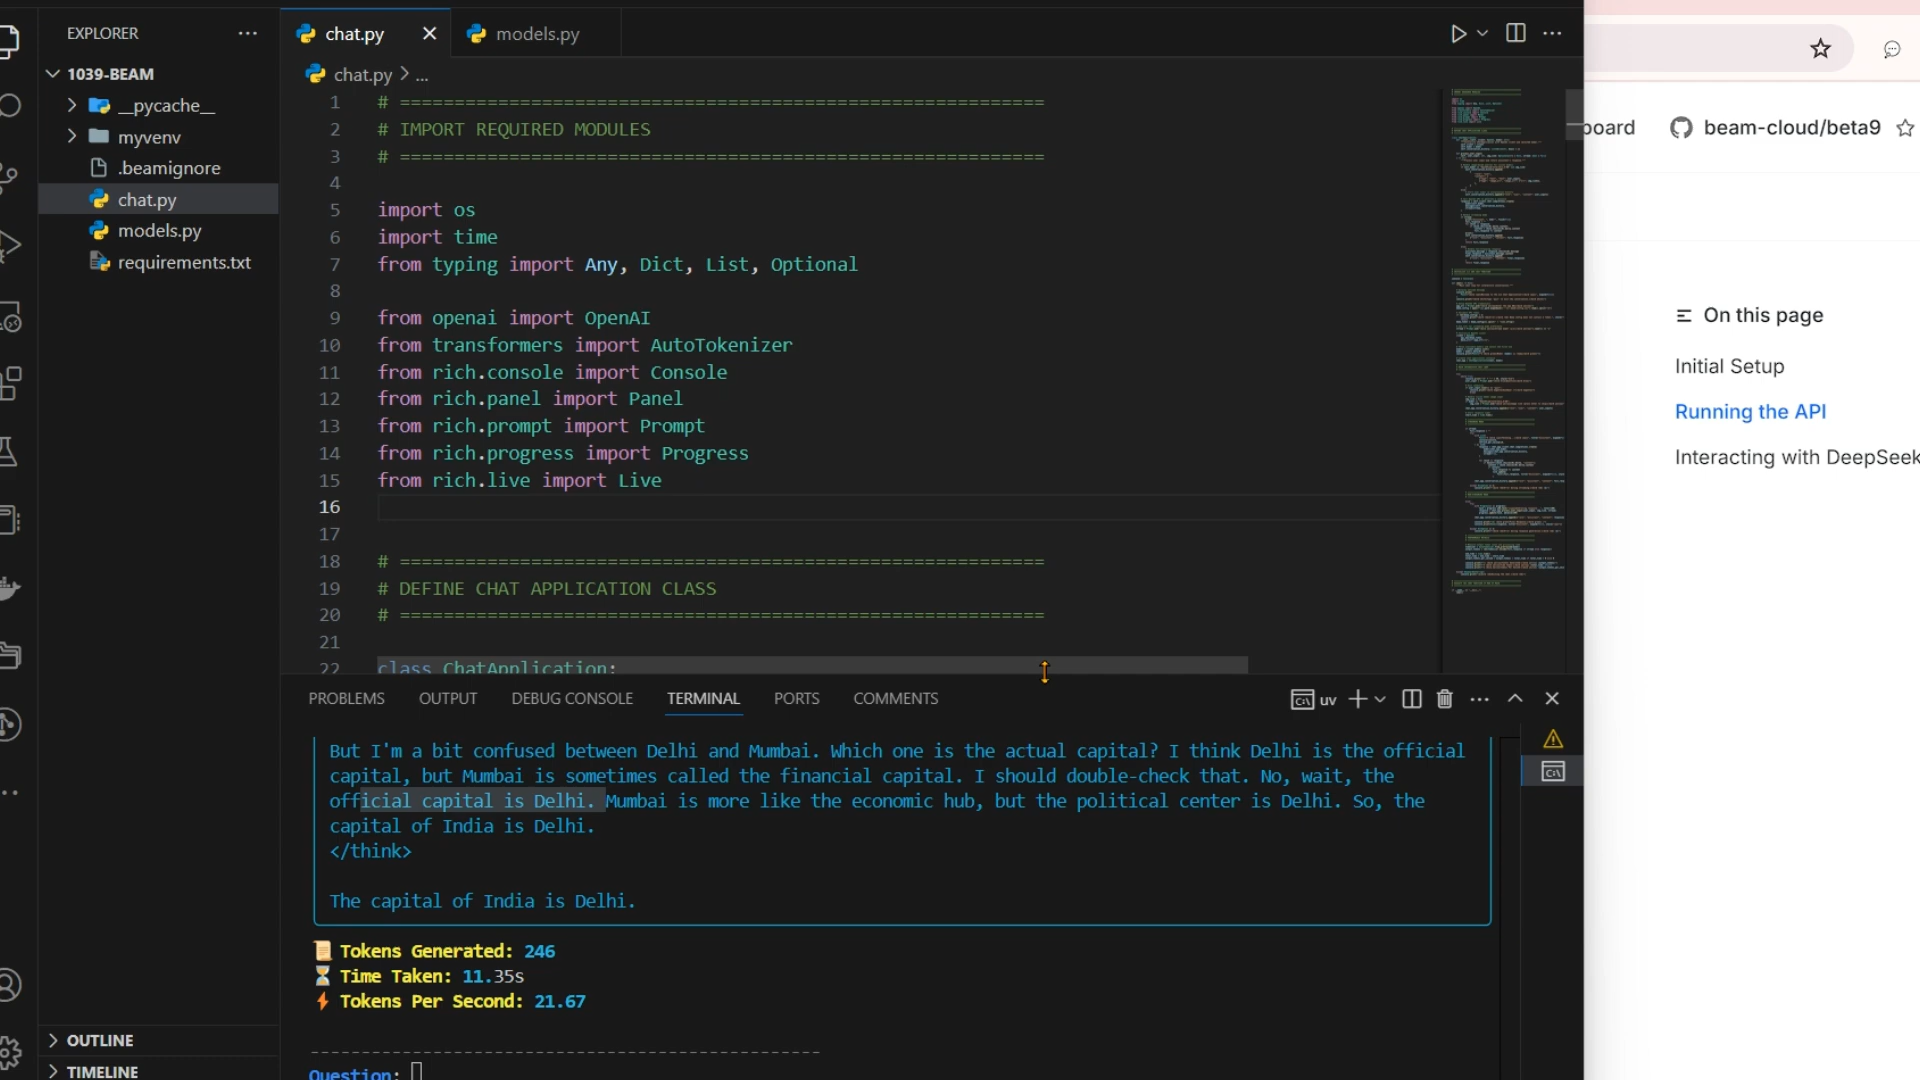 EXPLORER
1039-BEAM
__pycache__
myvenv
.beamignore
chat.py
models.py
requirements.txt
OUTLINE
TIMELINE
chat.py
models.py
chat.py > ...
1 # ===========================================================
2 # IMPORT REQUIRED MODULES
3 # ===========================================================
4
5 import os
6 import time
7 from typing import Any, Dict, List, Optional
8
9 from openai import OpenAI
10 from transformers import AutoTokenizer
11 from rich.console import Console
12 from rich.panel import Panel
13 from rich.prompt import Prompt
14 from rich.progress import Progress
15 from rich.live import Live
16
17
18 # ===========================================================
19 # DEFINE CHAT APPLICATION CLASS
20 # ===========================================================
21
22 class ChatApplication:
PROBLEMS OUTPUT DEBUG CONSOLE TERMINAL PORTS COMMENTS
uv
But I'm a bit confused between Delhi and Mumbai. Which one is the actual capital? I think Delhi is the official
capital, but Mumbai is sometimes called the financial capital. I should double-check that. No, wait, the
official capital is Delhi. Mumbai is more like the economic hub, but the political center is Delhi. So, the
capital of India is Delhi.
</think>
The capital of India is Delhi.
Tokens Generated: 246
Time Taken: 11.35s
Tokens Per Second: 21.67
--------------------------------------------------
Question:
board
beam-cloud/beta9
On this page
Initial Setup
Running the API
Interacting with DeepSeek